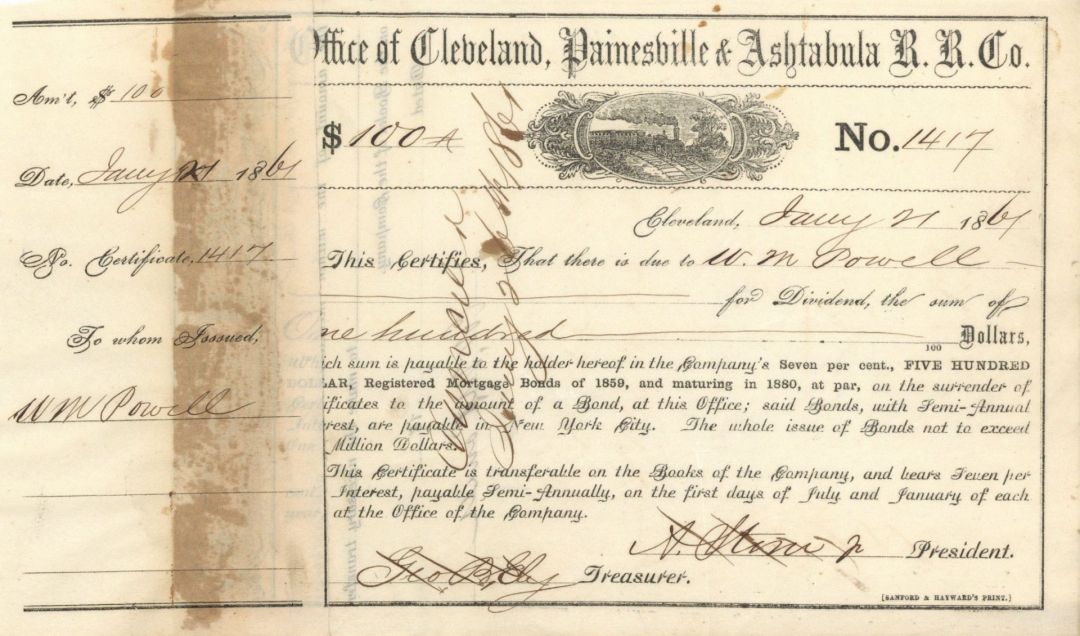 Office of Cleveland, Painesville & Ashtabula R. R. Co.
Am't, $ 100
$ 100
No. 1417
Date, Jany 21 1861
Cleveland, Jany 21 1861
No. Certificate, 1417
This Certifies, That there is due to W. M Powell
for Dividend, the sum of
To whom Issued,
One hundred 100 Dollars,
ich sum is payable to the holder hereof in the Company's Seven per cent., FIVE HUNDRED
DOLLAR, Registered Mortgage Bonds of 1859, and maturing in 1880, at par, on the surrender of
W M Powell
ificates to the amount of a Bond, at this Office; said Bonds, with Semi-Annual
Interest, are payable in New York City. The whole issue of Bonds not to exceed
Million Dollars.
This Certificate is transferable on the Books of the Company, and bears Seven per
Interest, payable Semi-Annually, on the first days of July and January of each
at the Office of the Company.
A. Stone Jr President.
Geo B. Ely Treasurer.
[SANFORD & HAYWARD'S PRINT.]